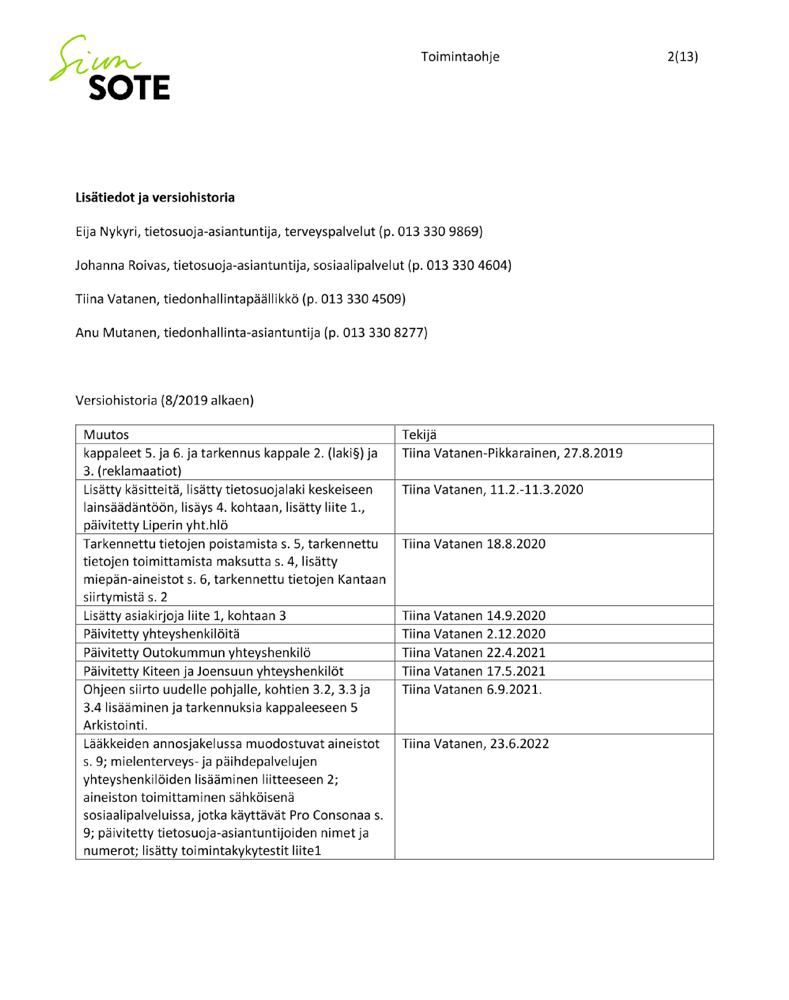 Siun
SOTE
Toimintaohje
2(13)
Lisätiedot ja versiohistoria
Eija Nykyri, tietosuoja-asiantuntija, terveyspalvelut (p. 013 330 9869)
Johanna Roivas, tietosuoja-asiantuntija, sosiaalipalvelut (p. 013 330 4604)
Tiina Vatanen, tiedonhallintapäällikkö (p. 013 330 4509)
Anu Mutanen, tiedonhallinta-asiantuntija (p. 013 330 8277)
Versiohistoria (8/2019 alkaen)
Muutos
Tekijä
kappaleet 5. ja 6. ja tarkennus kappale 2. (laki§) ja
3. (reklamaatiot)
Tiina Vatanen-Pikkarainen, 27.8.2019
Lisätty käsitteitä, lisätty tietosuojalaki keskeiseen
lainsäädäntöön, lisäys 4. kohtaan, lisätty liite 1.,
päivitetty Liperin yht.hlö
Tiina Vatanen, 11.2.-11.3.2020
Tarkennettu tietojen poistamista s. 5, tarkennettu
tietojen toimittamista maksutta s. 4, lisätty
miepän-aineistot s. 6, tarkennettu tietojen Kantaan
siirtymistä s. 2
Tiina Vatanen 18.8.2020
Lisätty asiakirjoja liite 1, kohtaan 3
Tiina Vatanen 14.9.2020
Päivitetty yhteyshenkilöitä
Tiina Vatanen 2.12.2020
Päivitetty Outokummun yhteyshenkilö
Tiina Vatanen 22.4.2021
Päivitetty Kiteen ja Joensuun yhteyshenkilöt
Tiina Vatanen 17.5.2021
Ohjeen siirto uudelle pohjalle, kohtien 3.2, 3.3 ja
3.4 lisääminen ja tarkennuksia kappaleeseen 5
Arkistointi.
Tiina Vatanen 6.9.2021.
Lääkkeiden annosjakelussa muodostuvat aineistot
s. 9; mielenterveys- ja päihdepalvelujen
yhteyshenkilöiden lisääminen liitteeseen 2;
aineiston toimittaminen sähköisenä
sosiaalipalveluissa, jotka käyttävät Pro Consonaa s.
9; päivitetty tietosuoja-asiantuntijoiden nimet ja
numerot; lisätty toimintakykytestit liite1
Tiina Vatanen, 23.6.2022